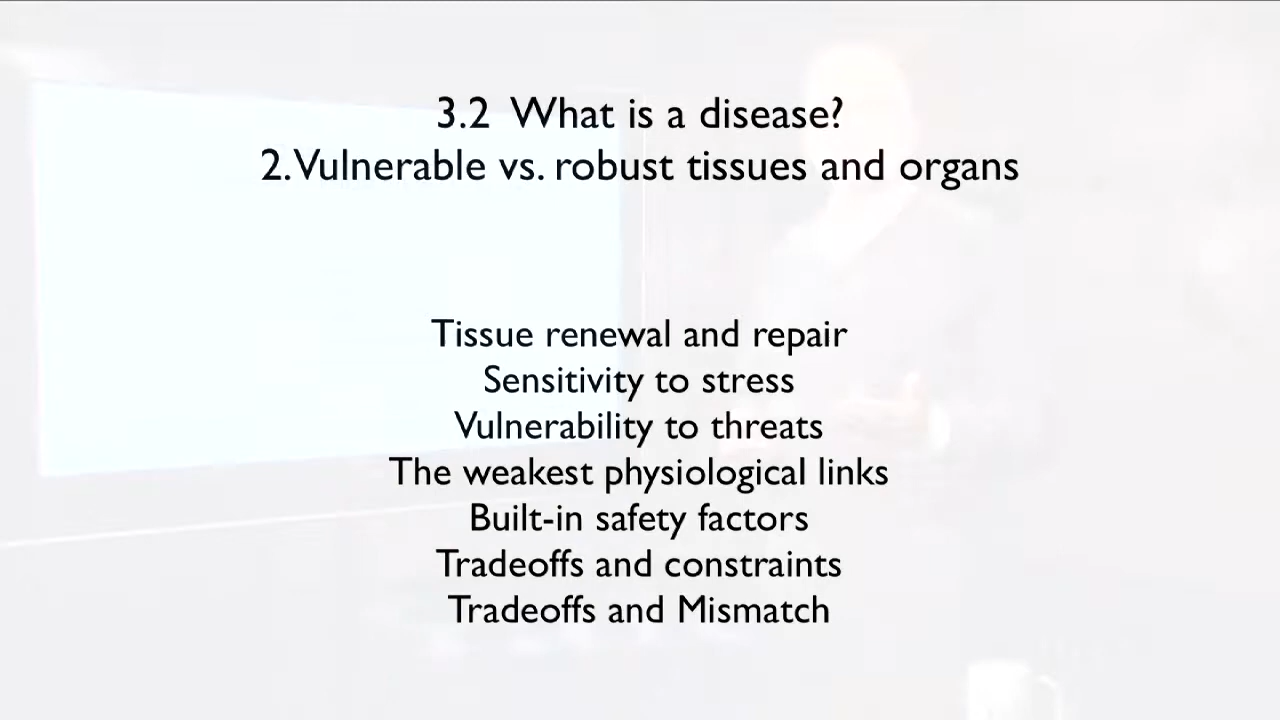 3.2 What is a disease?
2. Vulnerable vs. robust tissues and organs
Tissue renewal and repair
Sensitivity to stress
Vulnerability to threats
The weakest physiological links
Built-in safety factors
Tradeoffs and constraints
Tradeoffs and Mismatch